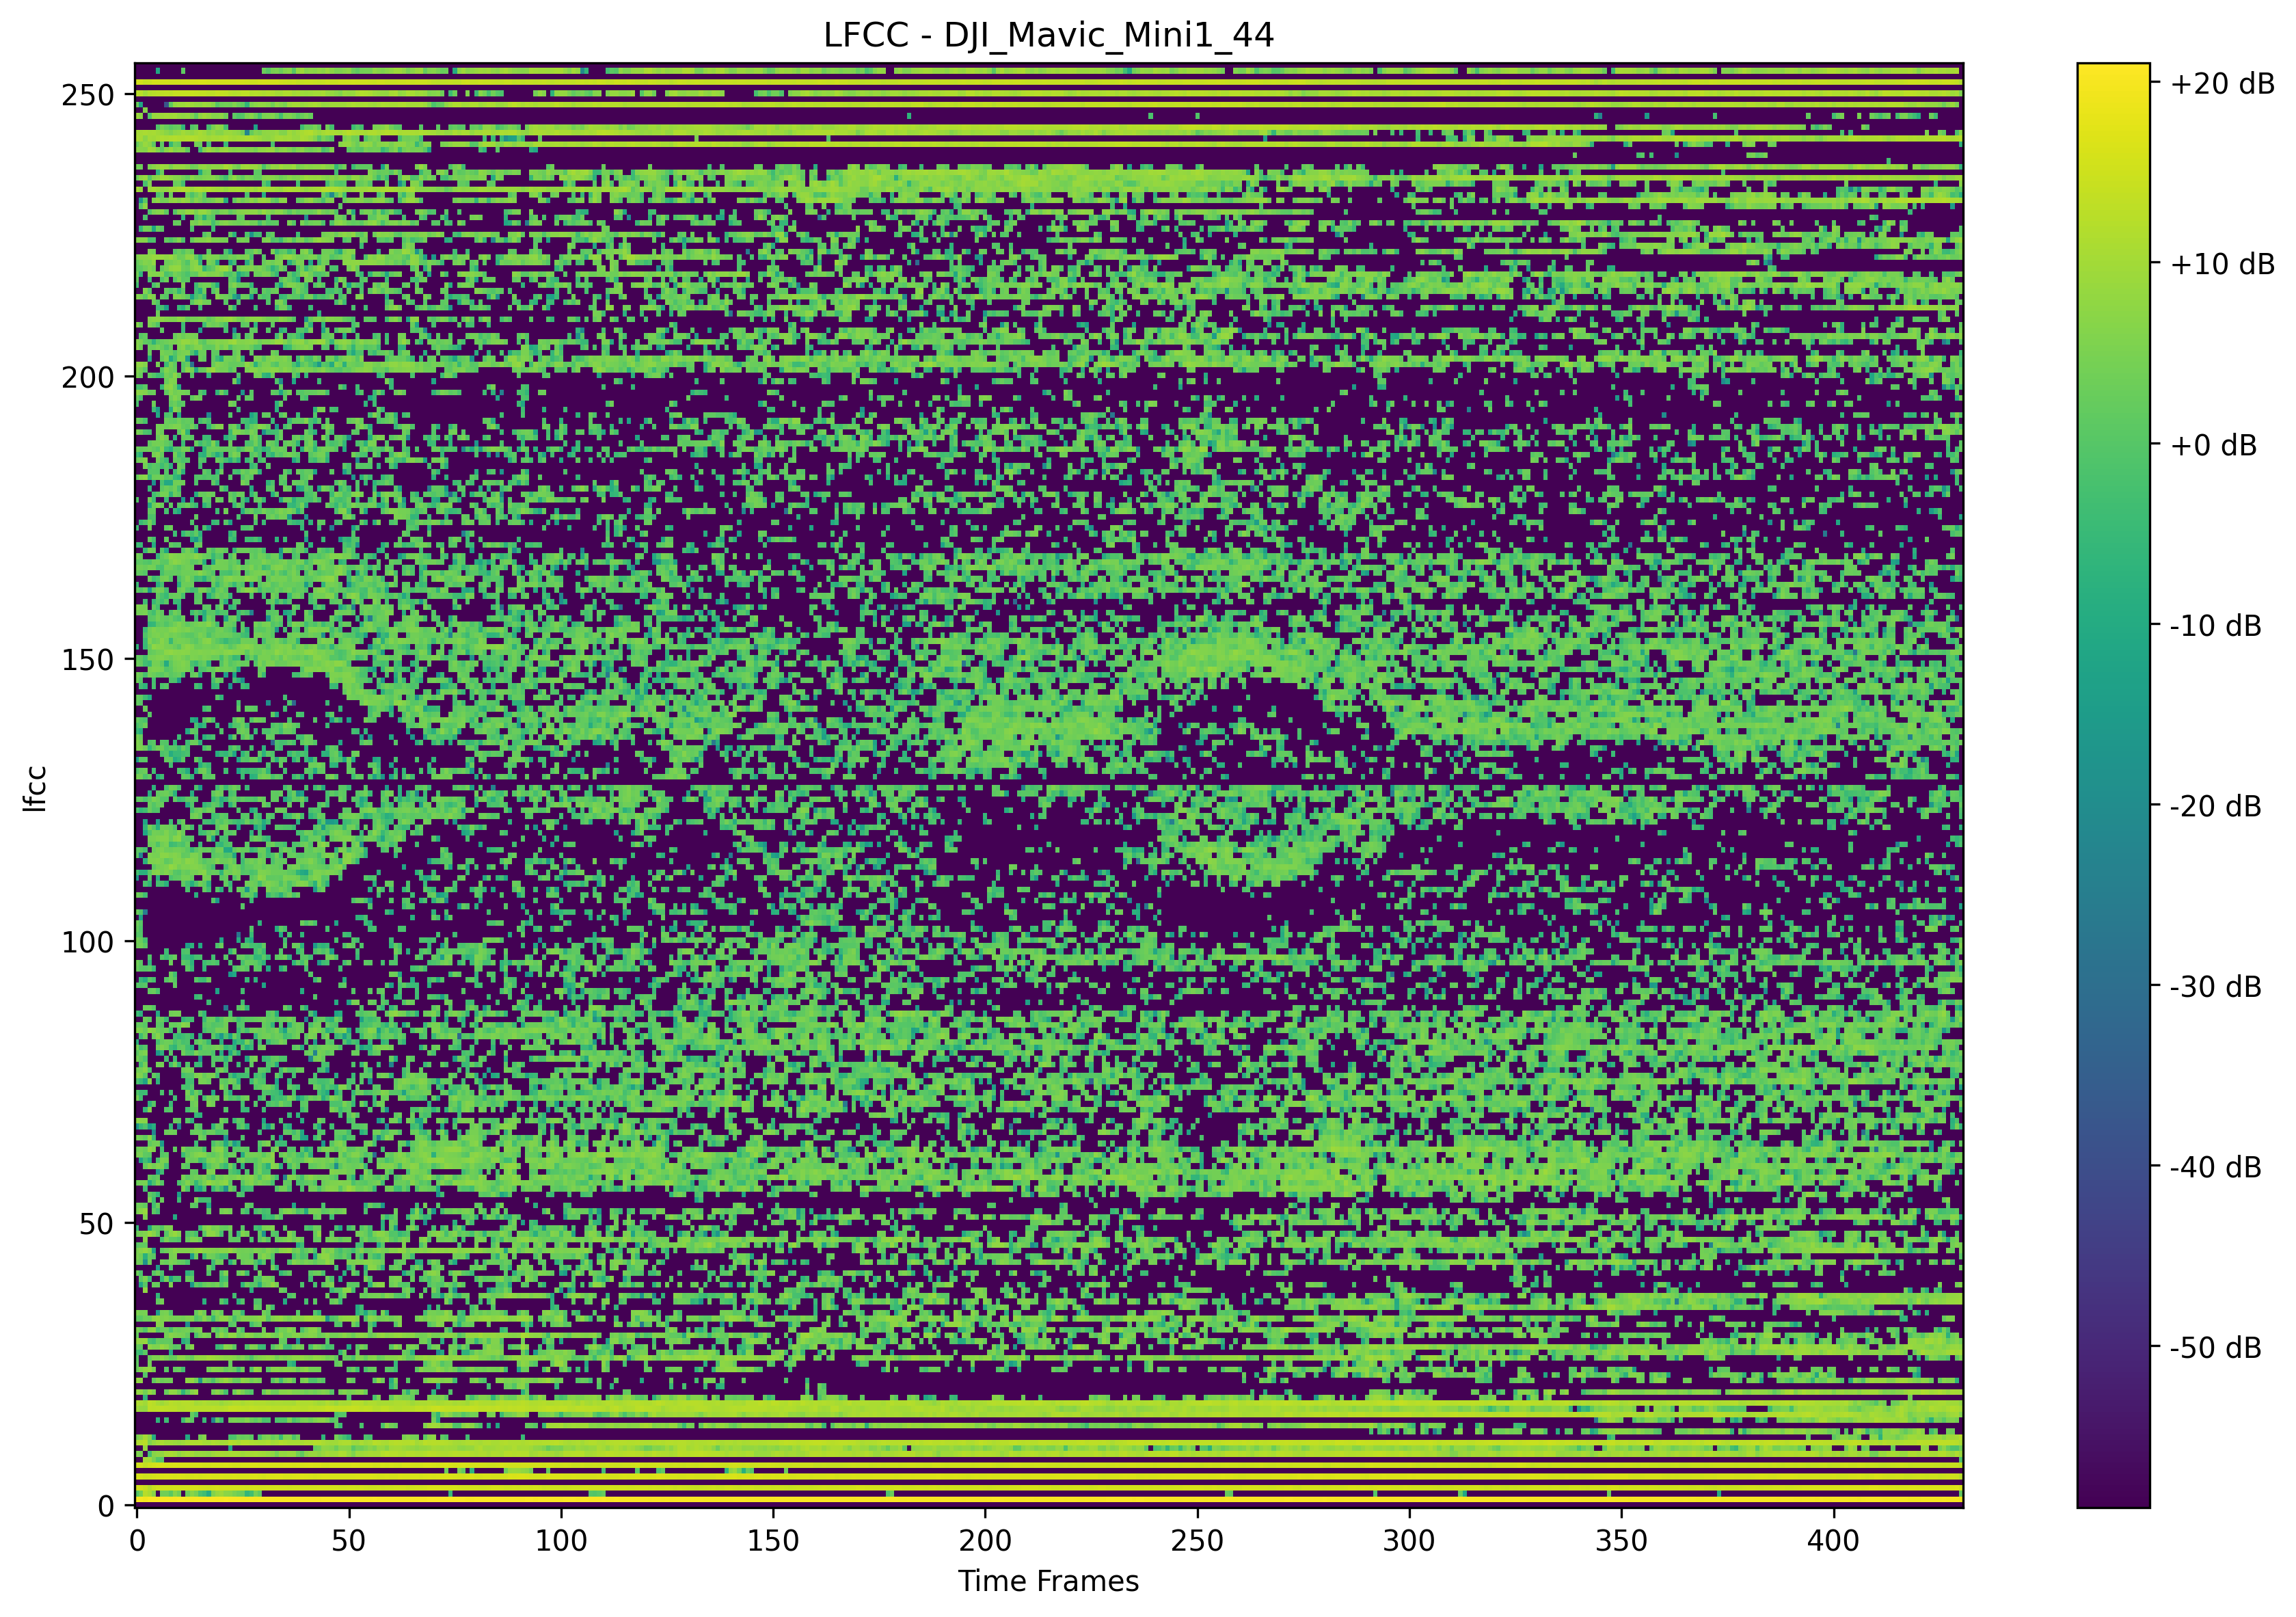 LFCC - DJI_Mavic_Mini1_44
250
200
150
100
50
0
lfcc
0 50 100 150 200 250 300 350 400
Time Frames
+20 dB
+10 dB
+0 dB
-10 dB
-20 dB
-30 dB
-40 dB
-50 dB